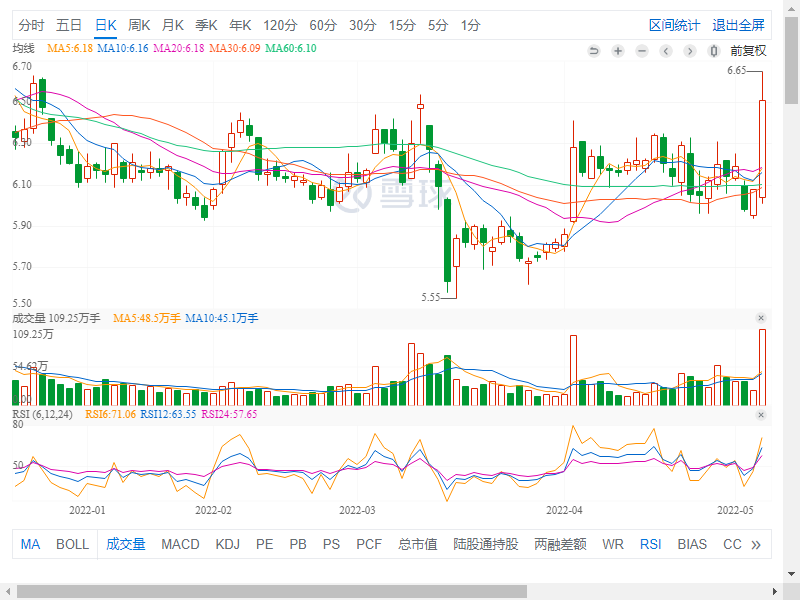 分时 五日 日K 周K 月K 季K 年K 120分 60分 30分 15分 5分 1分 区间统计 退出全屏
均线 MA5:6.18 MA10:6.16 MA20:6.18 MA30:6.09 MA60:6.10 前复权
6.70
6.65
6.50
6.30
雪球
6.10
5.90
5.70
5.55
5.50
成交量 109.25万手 MA5:48.5万手 MA10:45.1万手
109.25万
54.62万
RSI (6,12,24) RSI6:71.06 RSI12:63.55 RSI24:57.65
80
50
2022-01 2022-02 2022-03 2022-04 2022-05
MA BOLL 成交量 MACD KDJ PE PB PS PCF 总市值 陆股通持股 两融差额 WR RSI BIAS CC »